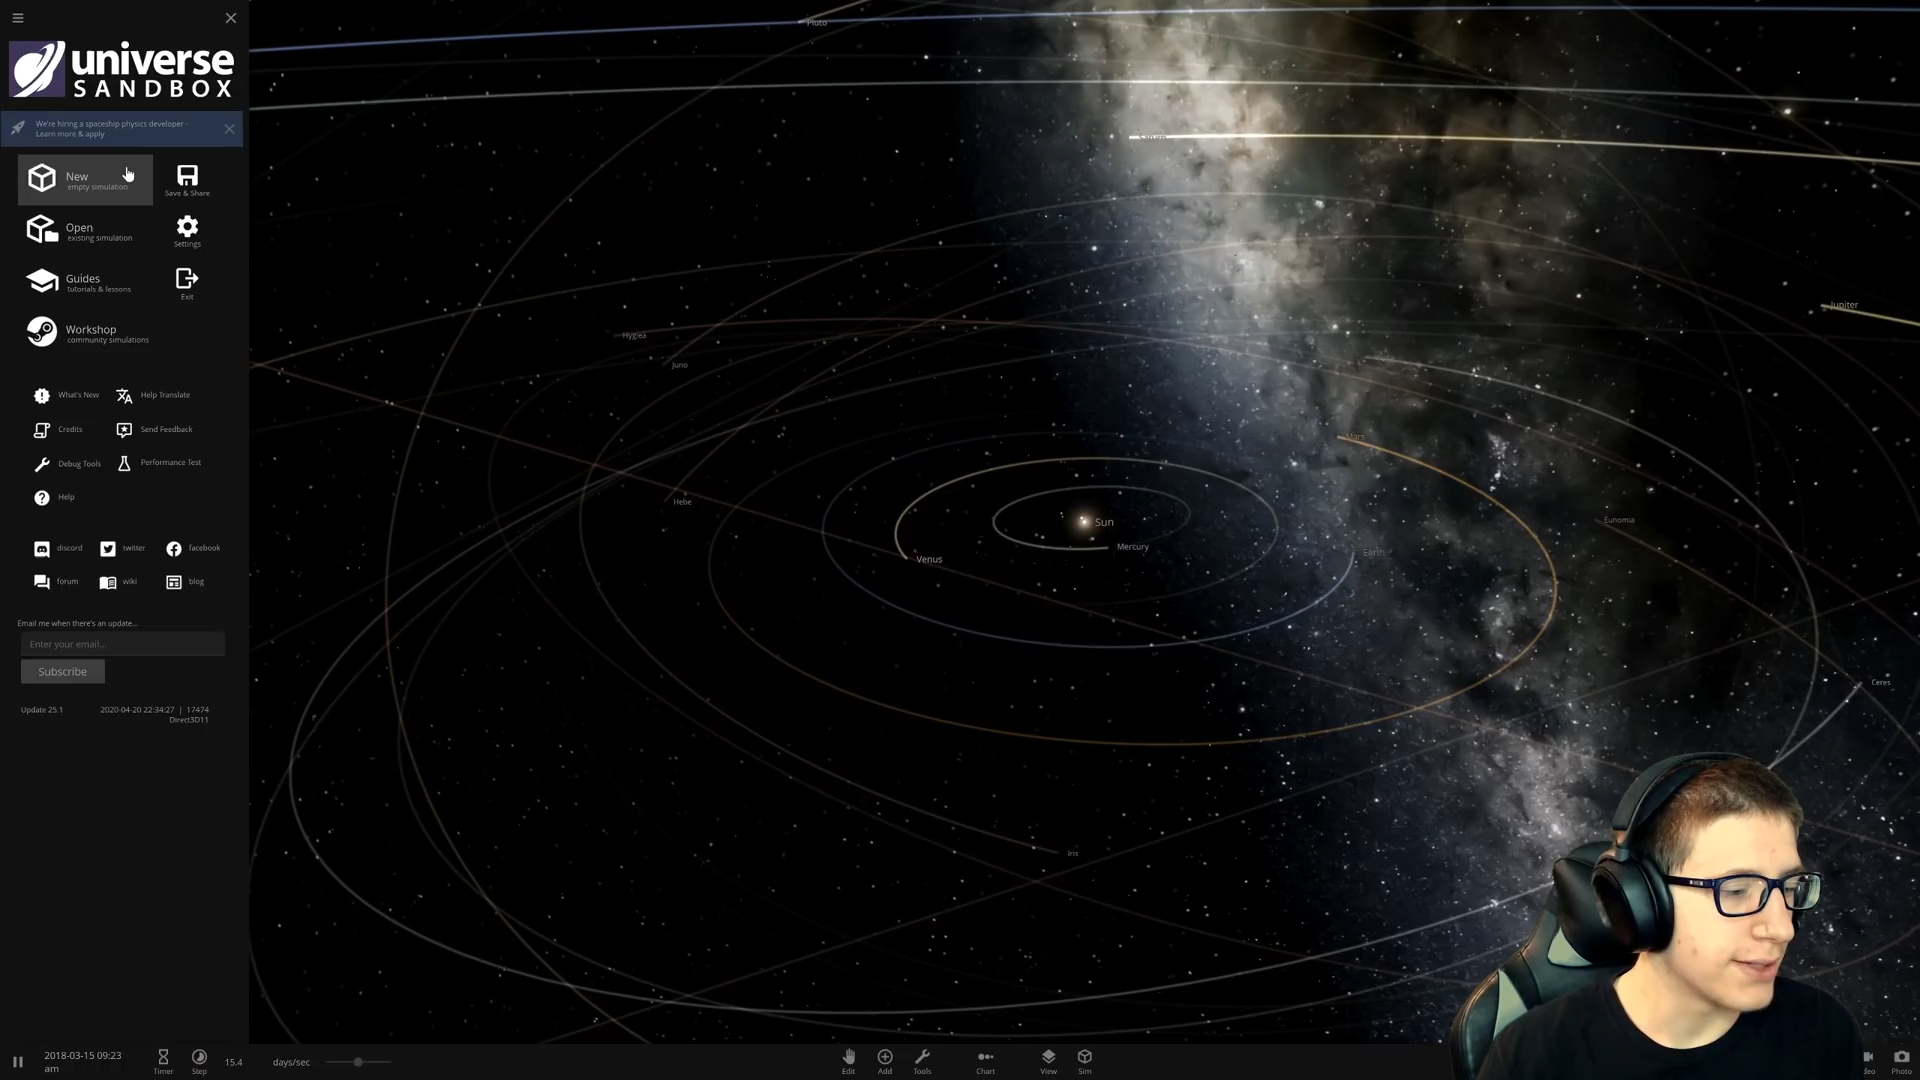 universe
SANDBOX
We're hiring a spaceship physics developer -
Learn more & apply
New
empty simulation
Save & Share
Open
existing simulation
Settings
Guides
tutorials & lessons
Exit
Workshop
community simulations
What's New
Help Translate
Credits
Send Feedback
Debug Tools
Performance Test
Help
discord
twitter
facebook
forum
wiki
blog
Email me when there's an update...
Enter your email...
Subscribe
Update 25.1
2020-04-20 22:34:27 | 17474
Direct3D11
Pluto
Saturn
Jupiter
Hygiea
Juno
Mars
Hebe
Sun
Eunomia
Mercury
Earth
Venus
Ceres
Iris
2018-03-15 09:23
am
Timer
Step
15.4
days/sec
Edit
Add
Tools
Chart
View
Sim
Photo